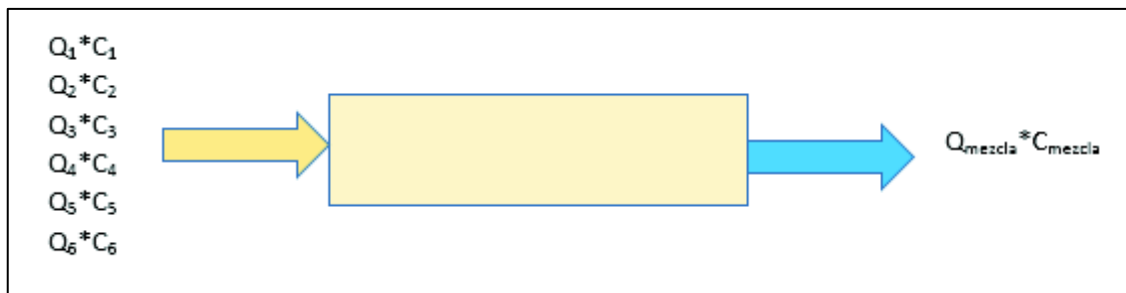 Q₁*C₁
Q₂*C₂
Q₃*C₃
Q₄*C₄
Q₅*C₅
Q₆*C₆
Qmezcla*Cmezcla